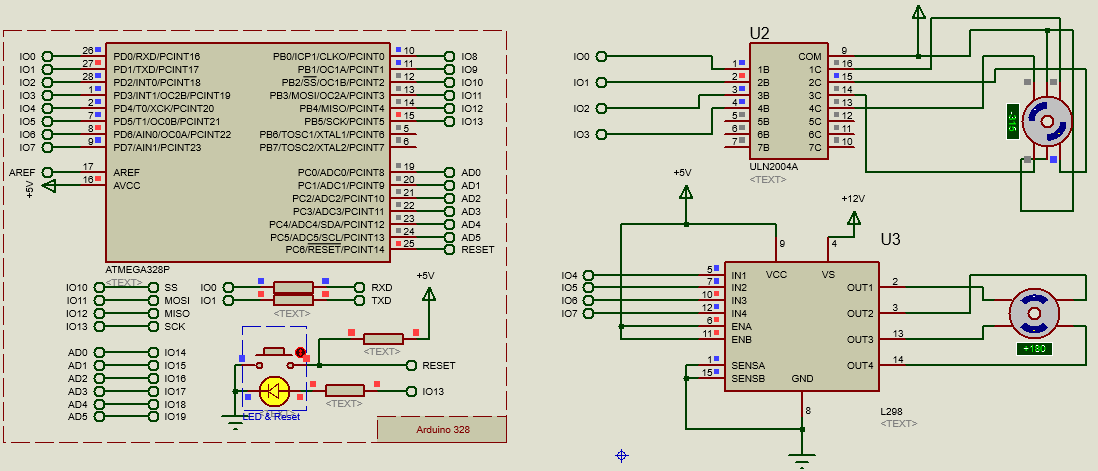 IO0 26 PD0/RXD/PCINT16 PB0/ICP1/CLKO/PCINT0 10 IO8
IO1 27 PD1/TXD/PCINT17 PB1/OC1A/PCINT1 11 IO9
IO2 28 PD2/INT0/PCINT18 PB2/SS/OC1B/PCINT2 12 IO10
IO3 1 PD3/INT1/OC2B/PCINT19 PB3/MOSI/OC2A/PCINT3 13 IO11
IO4 2 PD4/T0/XCK/PCINT20 PB4/MISO/PCINT4 14 IO12
IO5 7 PD5/T1/OC0B/PCINT21 PB5/SCK/PCINT5 15 IO13
IO6 8 PD6/AIN0/OC0A/PCINT22 PB6/TOSC1/XTAL1/PCINT6 5
IO7 9 PD7/AIN1/PCINT23 PB7/TOSC2/XTAL2/PCINT7 6
AREF 17 AREF PC0/ADC0/PCINT8 19 AD0
+5V 16 AVCC PC1/ADC1/PCINT9 20 AD1
PC2/ADC2/PCINT10 21 AD2
PC3/ADC3/PCINT11 22 AD3
PC4/ADC4/SDA/PCINT12 23 AD4
PC5/ADC5/SCL/PCINT13 24 AD5
PC6/RESET/PCINT14 25 RESET
ATMEGA328P
<TEXT>
IO10 SS
IO11 MOSI
IO12 MISO
IO13 SCK
IO0 RXD
IO1 TXD
<TEXT>
+5V
<TEXT>
RESET
IO13
<TEXT>
<TEXT>
LED & Reset
AD0 IO14
AD1 IO15
AD2 IO16
AD3 IO17
AD4 IO18
AD5 IO19
Arduino 328
U2
IO0
IO1
IO2
IO3
COM 9
1 1B 1C 16
2 2B 2C 15
3 3B 3C 14
4 4B 4C 13
5 5B 5C 12
6 6B 6C 11
7 7B 7C 10
ULN2004A
<TEXT>
-315
+5V
+12V
U3
9 4
VCC VS
IO4 5 IN1 OUT1 2
IO5 7 IN2
IO6 10 IN3 OUT2 3
IO7 12 IN4
6 ENA OUT3 13
11 ENB
1 SENSA OUT4 14
15 SENSB GND
8
L298
<TEXT>
+180